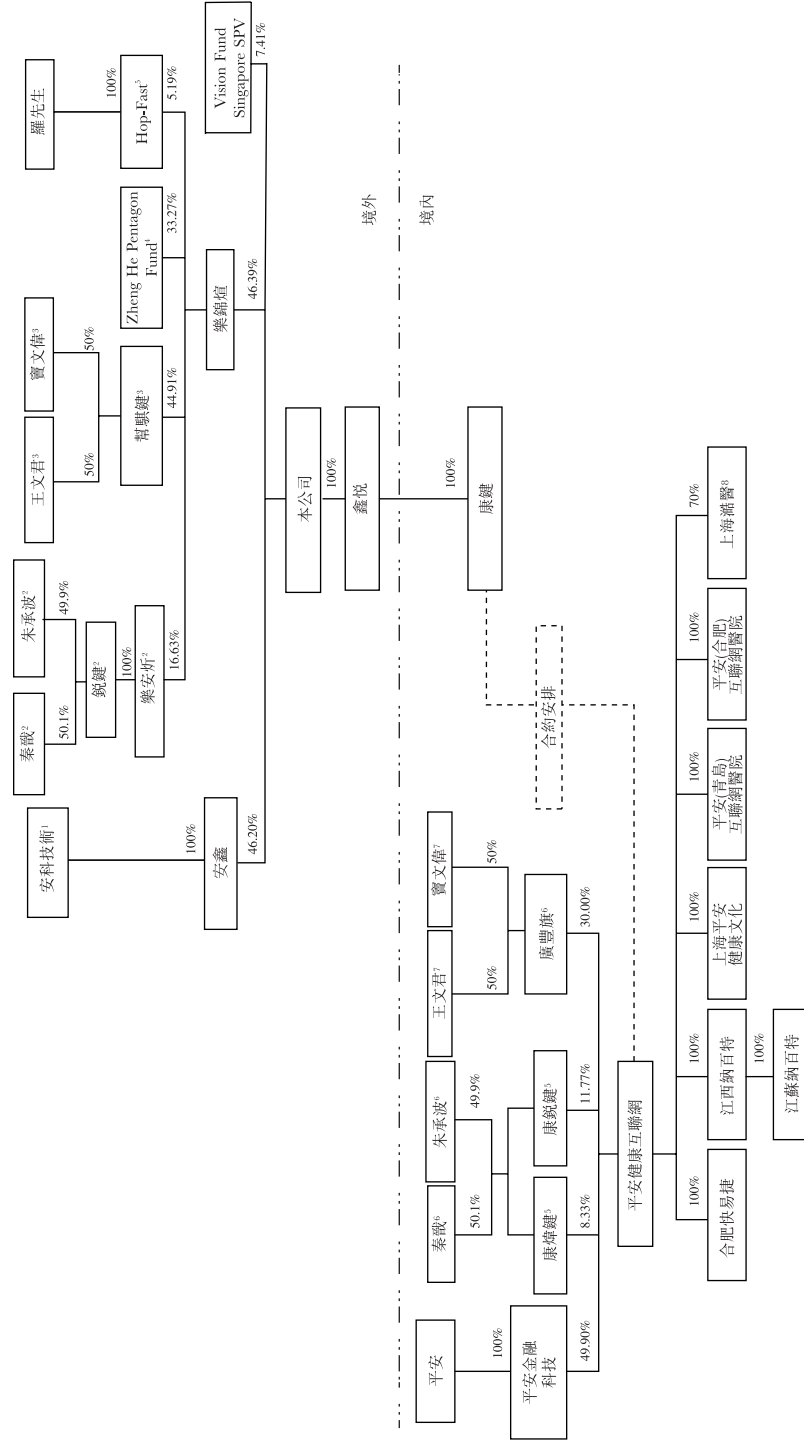 安科技術1
100%
安鑫
46.20%
秦戩2
朱承波2
50.1%
49.9%
銳鍵2
100%
樂安炘2
16.63%
王文君3
竇文偉3
50%
50%
幫騏鍵3
44.91%
Zheng He Pentagon
Fund4
33.27%
羅先生
100%
Hop-Fast5
5.19%
樂錦煊
46.39%
Vision Fund
Singapore SPV
7.41%
本公司
100%
鑫悅
境外
境內
100%
康鍵
合約安排
平安
100%
平安金融
科技
49.90%
秦戩6
朱承波6
50.1%
49.9%
康煒鍵5
康銳鍵5
8.33%
11.77%
王文君7
竇文偉7
50%
50%
廣豐旗6
30.00%
平安健康互聯網
100%
合肥快易捷
100%
江西納百特
100%
江蘇納百特
100%
上海平安
健康文化
100%
平安(青島)
互聯網醫院
100%
平安(合肥)
互聯網醫院
70%
上海澔醫8